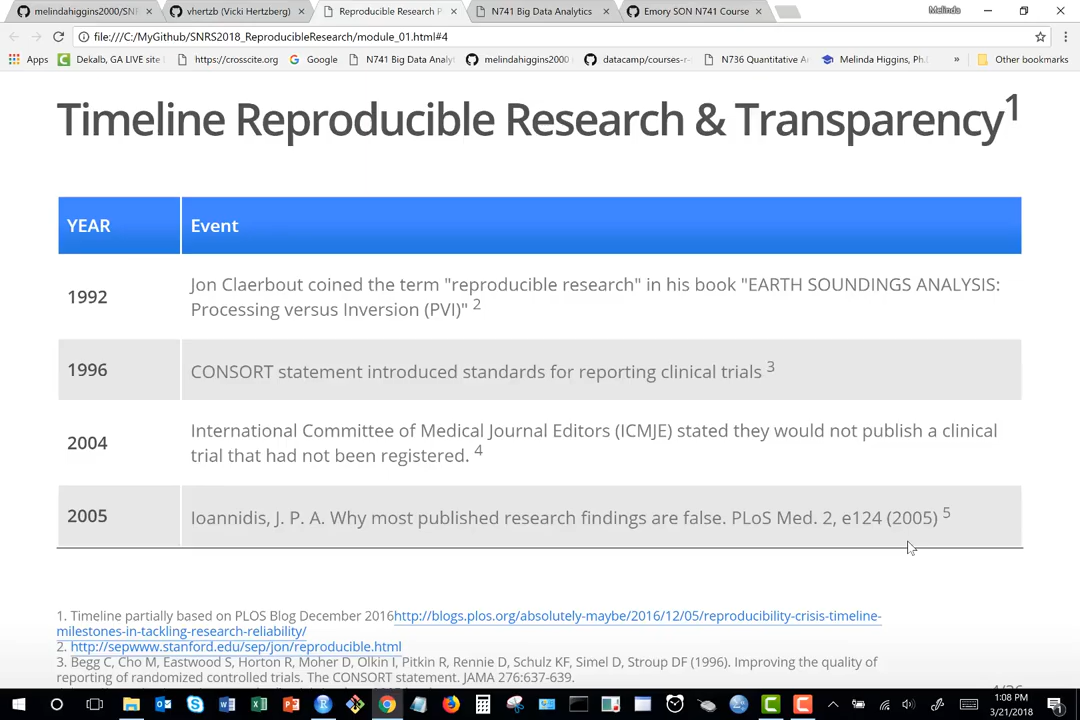 melindahiggins2000/SNI
vhertzb (Vicki Hertzberg)
Reproducible Research P
N741 Big Data Analytics
Emory SON N741 Course
Melinda
file:///C:/MyGithub/SNRS2018_ReproducibleResearch/module_01.html#4
Apps
Dekalb, GA LIVE site
https://crosscite.org
Google
N741 Big Data Analy
melindahiggins2000
datacamp/courses-r-
N736 Quantitative A
Melinda Higgins, Ph.
»
Other bookmarks
Timeline Reproducible Research & Transparency1
YEAR
Event
1992
Jon Claerbout coined the term "reproducible research" in his book "EARTH SOUNDINGS ANALYSIS:
Processing versus Inversion (PVI)" 2
1996
CONSORT statement introduced standards for reporting clinical trials 3
2004
International Committee of Medical Journal Editors (ICMJE) stated they would not publish a clinical
trial that had not been registered. 4
2005
Ioannidis, J. P. A. Why most published research findings are false. PLoS Med. 2, e124 (2005) 5
1. Timeline partially based on PLOS Blog December 2016http://blogs.plos.org/absolutely-maybe/2016/12/05/reproducibility-crisis-timeline-
milestones-in-tackling-research-reliability/
2. http://sepwww.stanford.edu/sep/jon/reproducible.html
3. Begg C, Cho M, Eastwood S, Horton R, Moher D, Olkin I, Pitkin R, Rennie D, Schulz KF, Simel D, Stroup DF (1996). Improving the quality of
reporting of randomized controlled trials. The CONSORT statement. JAMA 276:637-639.
1:08 PM
3/21/2018